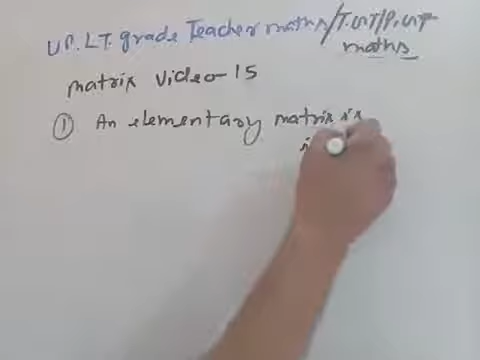 U.P. L.T. grade Teacher maths/T.G.T/P.G.T
maths
matrix video-15
① An elementary matrix is